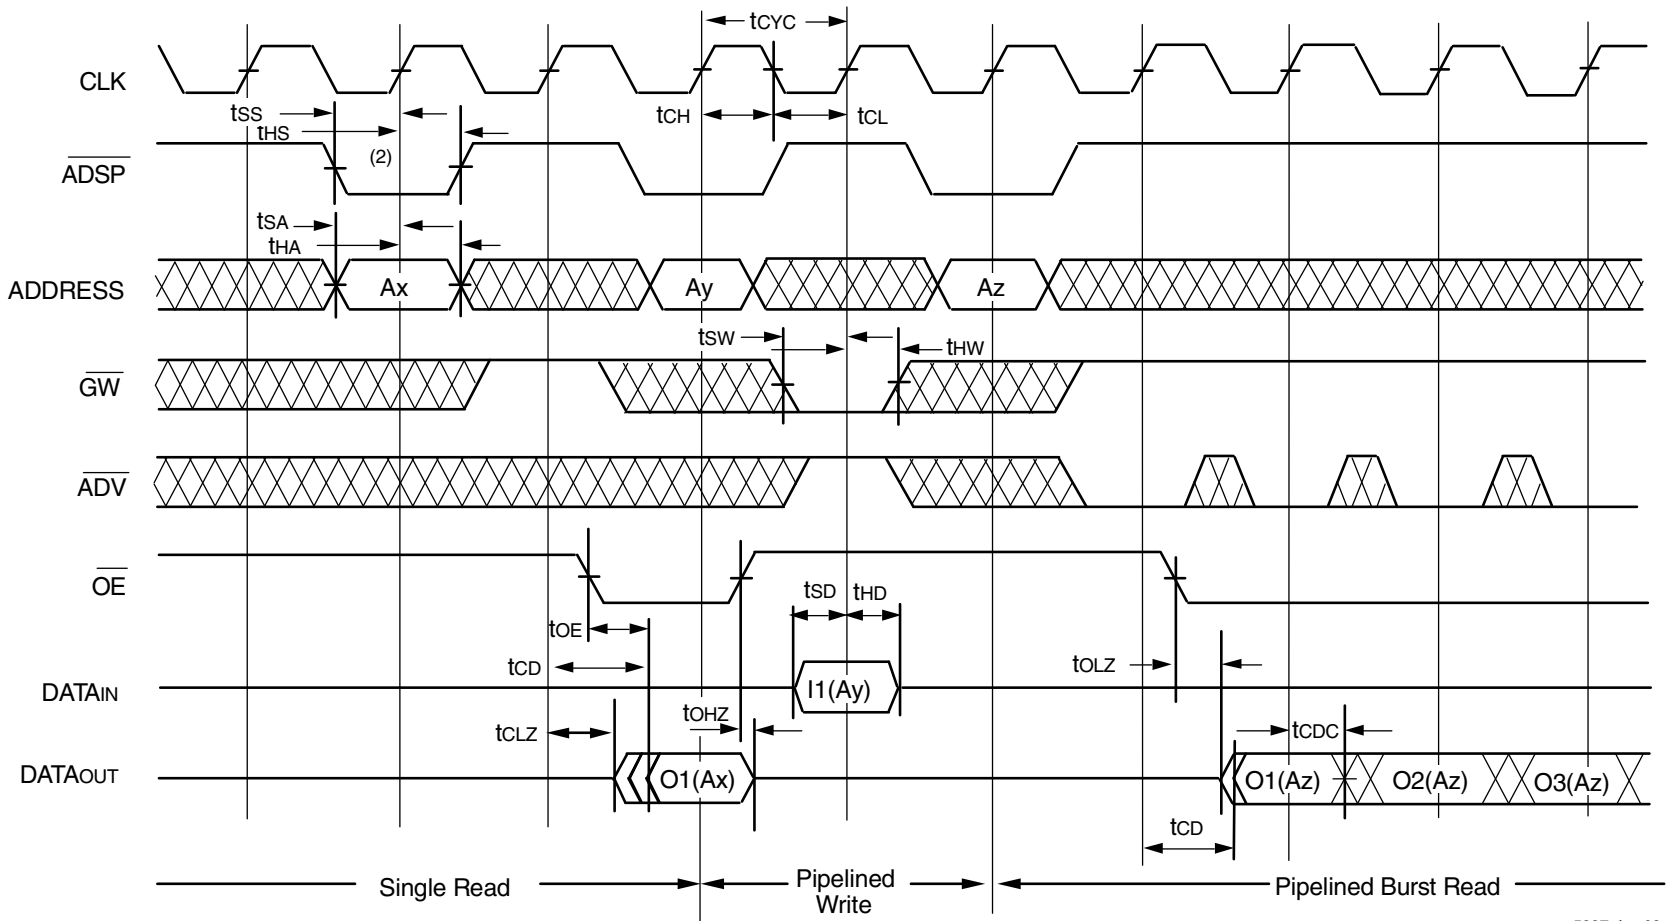 tCYC
CLK
tSS
tHS
tCH
tCL
(2)
ADSP
tSA
tHA
ADDRESS
Ax
Ay
Az
tSW
tHW
GW
ADV
OE
tSD
tHD
tOE
tCD
tOLZ
DATAIN
I1(Ay)
tOHZ
tCLZ
tCDC
DATAOUT
O1(Ax)
O1(Az)
O2(Az)
O3(Az)
tCD
Single Read
Pipelined
Write
Pipelined Burst Read